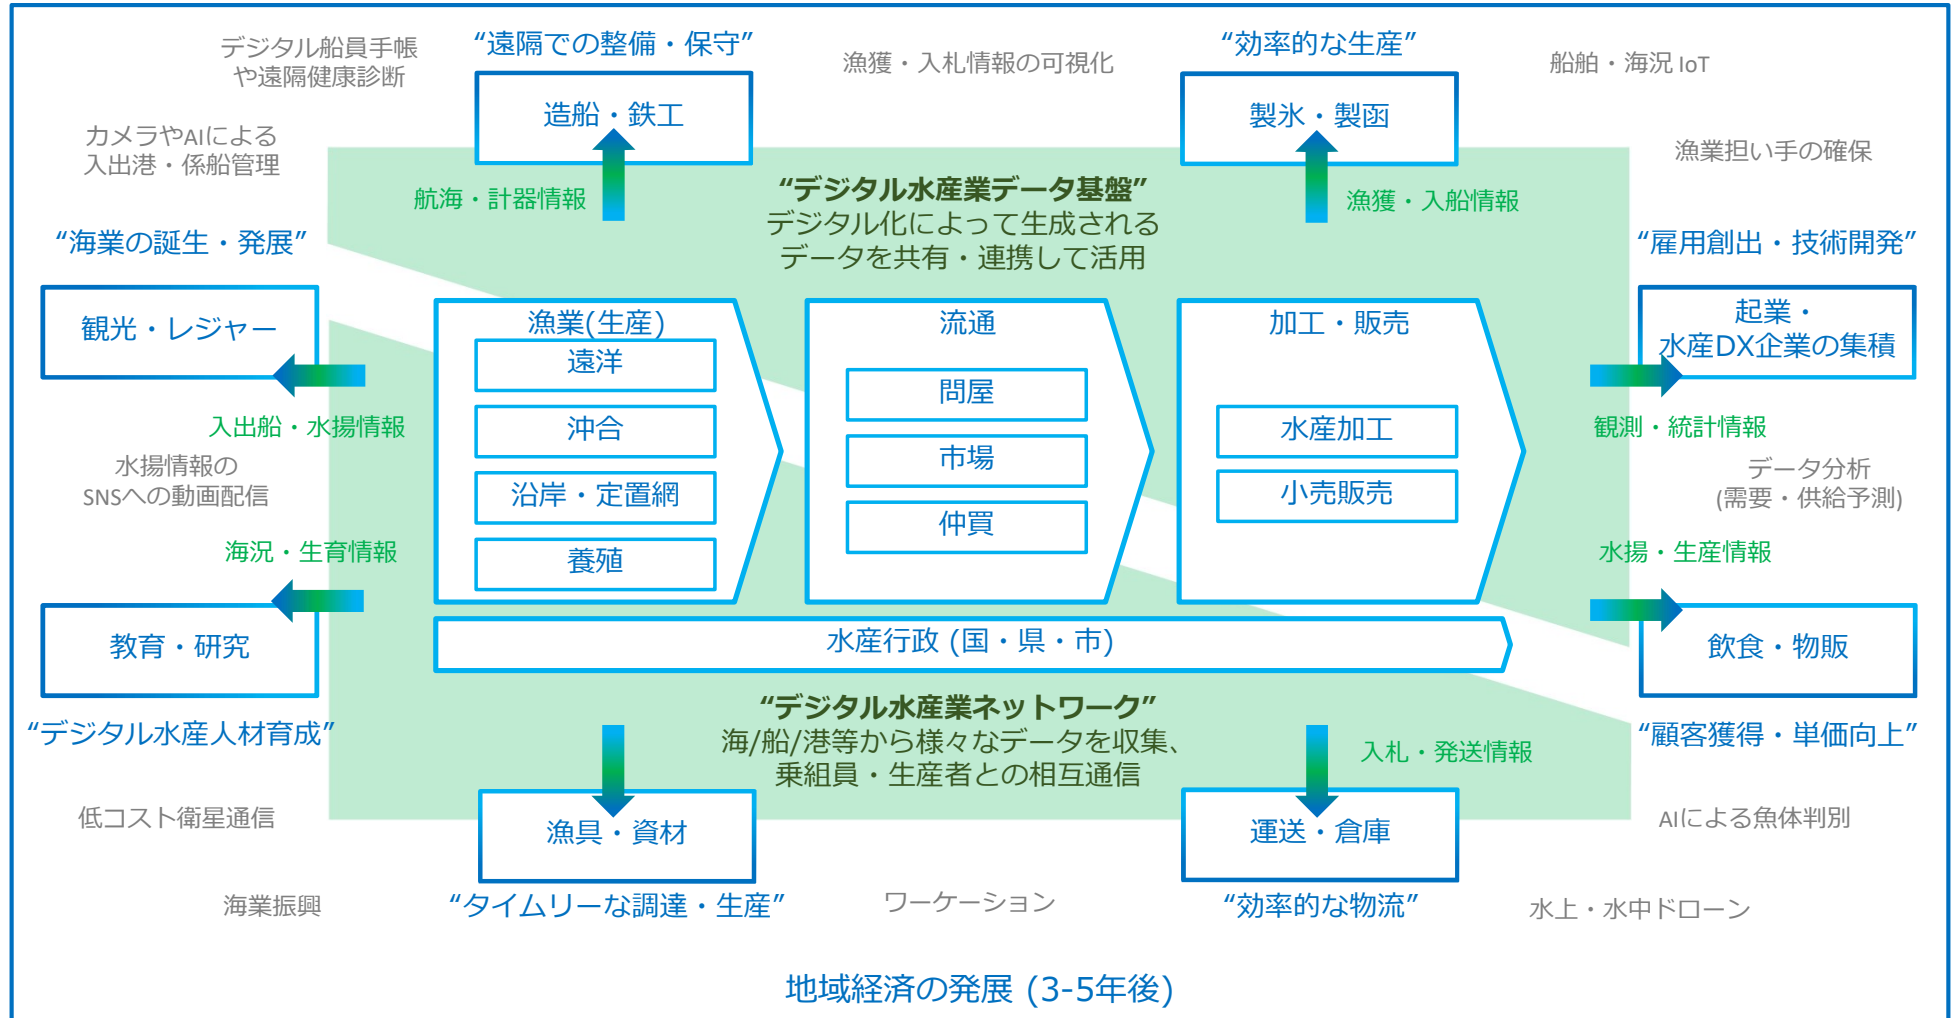 デジタル船員手帳
や遠隔健康診断
“遠隔での整備・保守”
漁獲・入札情報の可視化
“効率的な生産”
船舶・海況 IoT
造船・鉄工
製氷・製函
カメラやAIによる
入出港・係船管理
漁業担い手の確保
航海・計器情報
“デジタル水産業データ基盤”
デジタル化によって生成される
データを共有・連携して活用
漁獲・入船情報
“海業の誕生・発展”
“雇用創出・技術開発”
観光・レジャー
起業・
水産DX企業の集積
漁業(生産)
遠洋
沖合
沿岸・定置網
養殖
流通
問屋
市場
仲買
加工・販売
水産加工
小売販売
入出船・水揚情報
観測・統計情報
水揚情報の
SNSへの動画配信
データ分析
(需要・供給予測)
海況・生育情報
水揚・生産情報
教育・研究
水産行政 (国・県・市)
飲食・物販
“デジタル水産人材育成”
“デジタル水産業ネットワーク”
海/船/港等から様々なデータを収集、
乗組員・生産者との相互通信
入札・発送情報
“顧客獲得・単価向上”
低コスト衛星通信
漁具・資材
運送・倉庫
AIによる魚体判別
海業振興
“タイムリーな調達・生産”
ワーケーション
“効率的な物流”
水上・水中ドローン
地域経済の発展 (3-5年後)